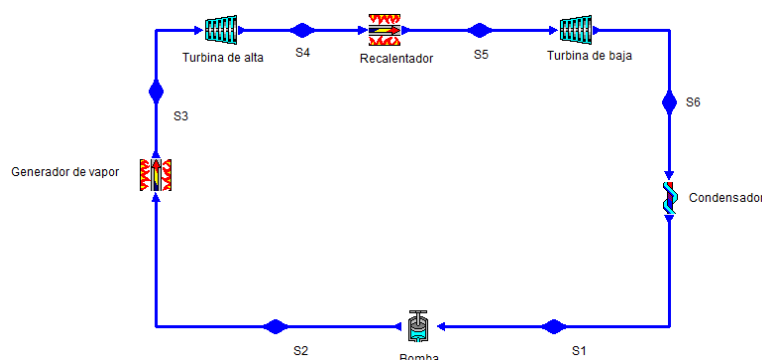 S4
S5
Turbina de alta
Recalentador
Turbina de baja
S3
S6
Generador de vapor
Condensador
S2
S1
Bomba